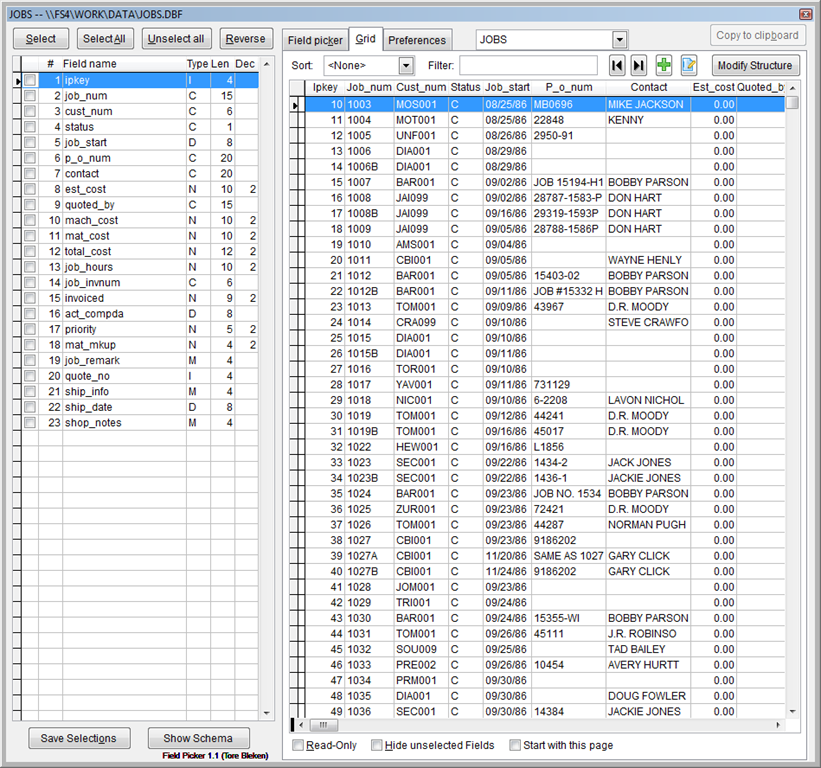 JOBS -- \\FS4\WORK\DATA\JOBS.DBF
Select Select All Unselect all Reverse
# Field name Type Len Dec
1 ipkey I 4
2 job_num C 15
3 cust_num C 6
4 status C 1
5 job_start D 8
6 p_o_num C 20
7 contact C 20
8 est_cost N 10 2
9 quoted_by C 15
10 mach_cost N 10 2
11 mat_cost N 10 2
12 total_cost N 12 2
13 job_hours N 10 2
14 job_invnum C 6
15 invoiced N 9 2
16 act_compda D 8
17 priority N 5 2
18 mat_mkup N 4 2
19 job_remark M 4
20 quote_no I 4
21 ship_info M 4
22 ship_date D 8
23 shop_notes M 4
Save Selections Show Schema
Field Picker 1.1 (Tore Bleken)
Field picker Grid Preferences JOBS Copy to clipboard
Sort: <None> Filter: Modify Structure
Ipkey Job_num Cust_num Status Job_start P_o_num Contact Est_cost Quoted_by
10 1003 MOS001 C 08/25/86 MB0696 MIKE JACKSON 0.00
11 1004 MOT001 C 08/25/86 22848 KENNY 0.00
12 1005 UNF001 C 08/26/86 2950-91 0.00
13 1006 DIA001 C 08/29/86 0.00
14 1006B DIA001 C 08/29/86 0.00
15 1007 BAR001 C 09/02/86 JOB 15194-H1 BOBBY PARSON 0.00
16 1008 JAI099 C 09/02/86 28787-1583-P DON HART 0.00
17 1008B JAI099 C 09/16/86 29319-1593P DON HART 0.00
18 1009 JAI099 C 09/05/86 28788-1586P DON HART 0.00
19 1010 AMS001 C 09/04/86 0.00
20 1011 CBI001 C 09/05/86 WAYNE HENLY 0.00
21 1012 BAR001 C 09/05/86 15403-02 BOBBY PARSON 0.00
22 1012B BAR001 C 09/11/86 JOB #15332 H BOBBY PARSON 0.00
23 1013 TOM001 C 09/09/86 43967 D.R. MOODY 0.00
24 1014 CRA099 C 09/10/86 STEVE CRAWFO 0.00
25 1015 DIA001 C 09/10/86 0.00
26 1015B DIA001 C 09/11/86 0.00
27 1016 TOR001 C 09/10/86 0.00
28 1017 YAV001 C 09/11/86 731129 0.00
29 1018 NIC001 C 09/10/86 6-2208 LAVON NICHOL 0.00
30 1019 TOM001 C 09/12/86 44241 D.R. MOODY 0.00
31 1019B TOM001 C 09/16/86 45017 D.R. MOODY 0.00
32 1022 HEW001 C 09/16/86 L1856 0.00
33 1023 SEC001 C 09/22/86 1434-2 JACK JONES 0.00
34 1023B SEC001 C 09/22/86 1436-1 JACKIE JONES 0.00
35 1024 BAR001 C 09/23/86 JOB NO. 1534 BOBBY PARSON 0.00
36 1025 ZUR001 C 09/23/86 72421 D.R. MOODY 0.00
37 1026 TOM001 C 09/23/86 44287 NORMAN PUGH 0.00
38 1027 CBI001 C 09/23/86 9186202 0.00
39 1027A CBI001 C 11/20/86 SAME AS 1027 GARY CLICK 0.00
40 1027B CBI001 C 11/24/86 9186202 GARY CLICK 0.00
41 1028 JOM001 C 09/23/86 0.00
42 1029 TRI001 C 09/24/86 0.00
43 1030 BAR001 C 09/24/86 15355-WI BOBBY PARSON 0.00
44 1031 TOM001 C 09/26/86 45111 J.R. ROBINSO 0.00
45 1032 SOU009 C 09/25/86 TAD BAILEY 0.00
46 1033 PRE002 C 09/26/86 10454 AVERY HURTT 0.00
47 1034 PRM001 C 09/30/86 0.00
48 1035 DIA001 C 09/30/86 DOUG FOWLER 0.00
49 1036 SEC001 C 09/30/86 14384 JACKIE JONES 0.00
Read-Only Hide unselected Fields Start with this page